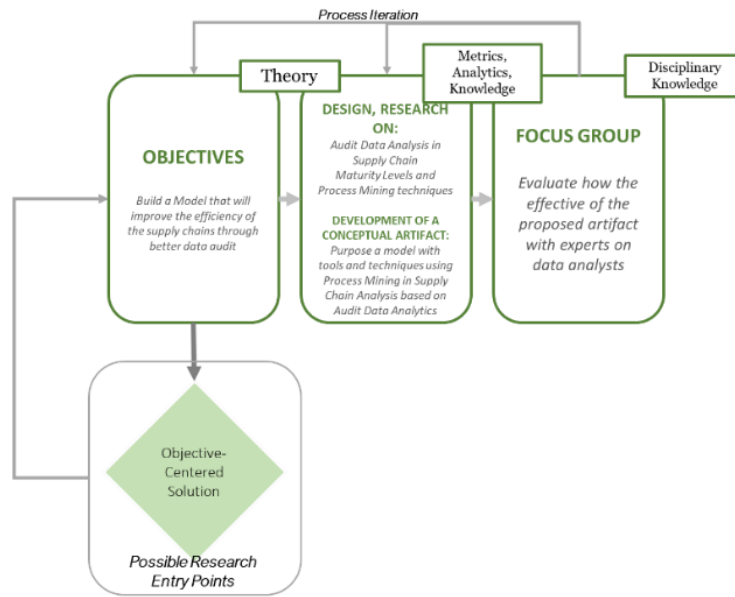 Process Iteration
Theory
Metrics,
Analytics,
Knowledge
Disciplinary
Knowledge
OBJECTIVES
Build a Model that will
improve the efficiency of
the supply chains through
better data audit
DESIGN, RESEARCH
ON:
Audit Data Analysis in
Supply Chain
Maturity Levels and
Process Mining techniques
DEVELOPMENT OF A
CONCEPTUAL ARTIFACT:
Purpose a model with
tools and techniques using
Process Mining in Supply
Chain Analysis based on
Audit Data Analytics
FOCUS GROUP
Evaluate how the
effective of the
proposed artifact
with experts on
data analysts
Objective-
Centered
Solution
Possible Research
Entry Points